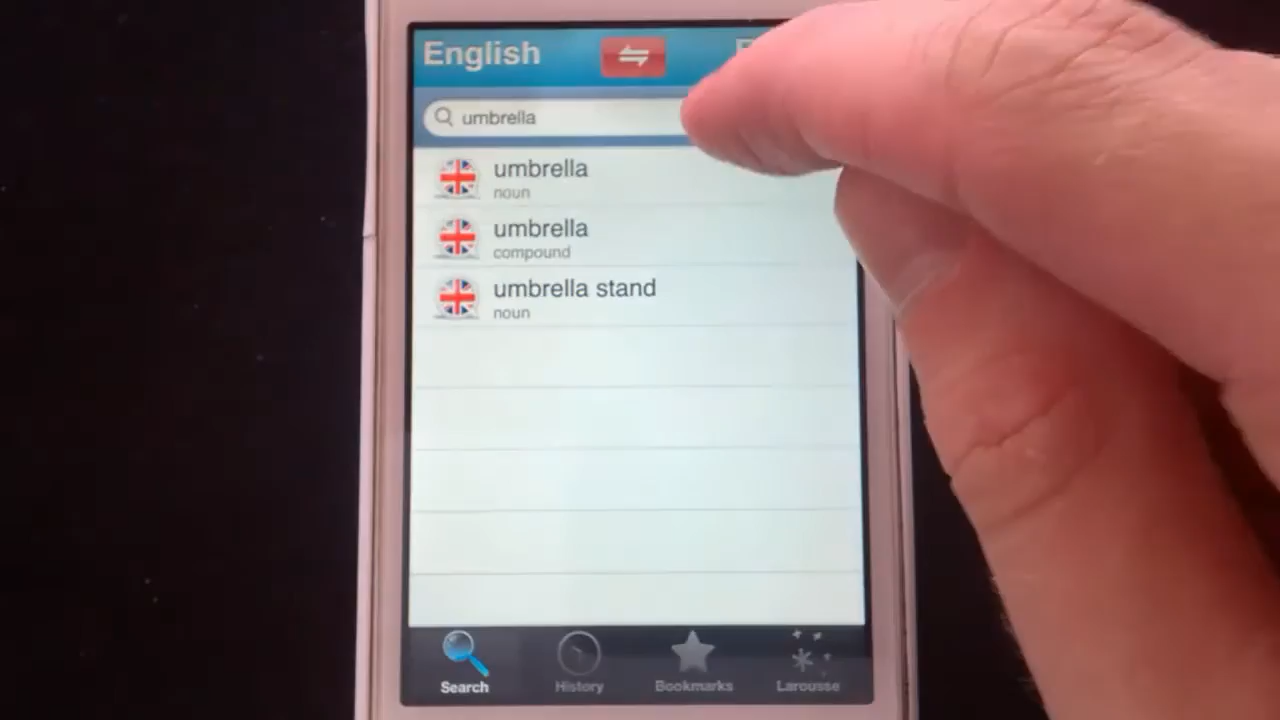 English
umbrella
umbrella
noun
umbrella
compound
umbrella stand
noun
Search
History
Bookmarks
Larousse